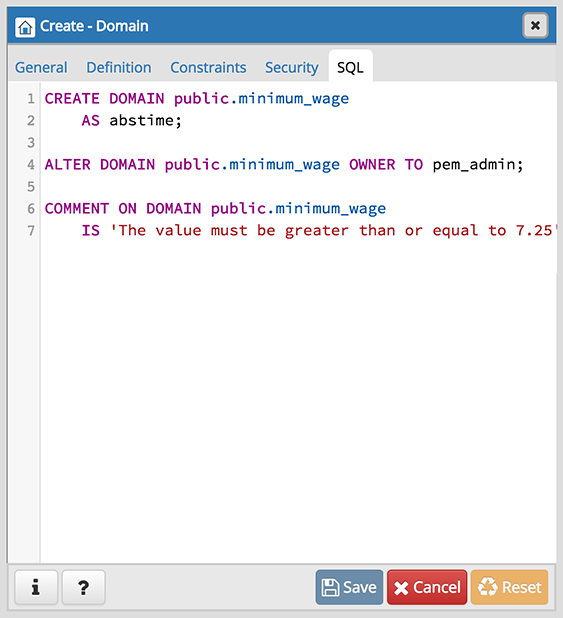 Create - Domain
General Definition Constraints Security SQL
1 CREATE DOMAIN public.minimum_wage
2 AS abstime;
3
4 ALTER DOMAIN public.minimum_wage OWNER TO pem_admin;
5
6 COMMENT ON DOMAIN public.minimum_wage
7 IS 'The value must be greater than or equal to 7.25'
i ? Save Cancel Reset